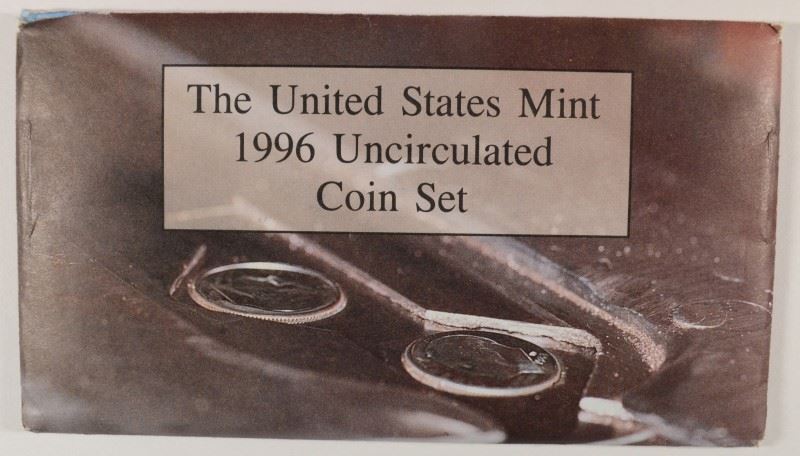 The United States Mint
1996 Uncirculated
Coin Set